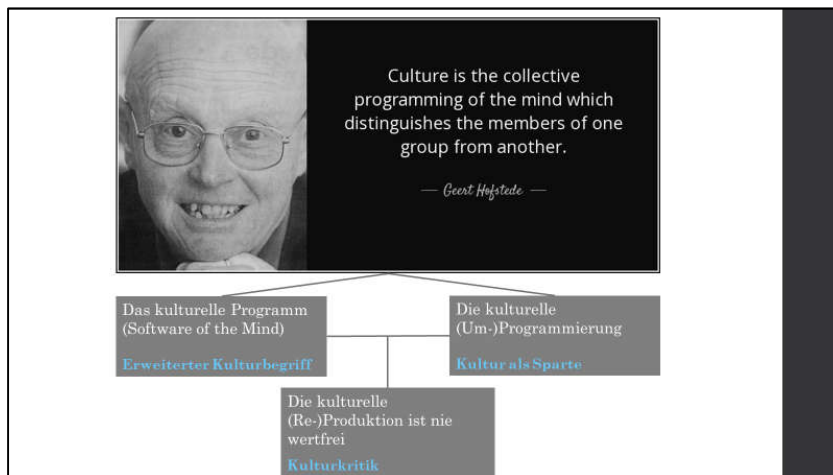 Culture is the collective
programming of the mind which
distinguishes the members of one
group from another.
— Geert Hofstede —
Das kulturelle Programm
(Software of the Mind)
Erweiterter Kulturbegriff
Die kulturelle
(Um-)Programmierung
Kultur als Sparte
Die kulturelle
(Re-)Produktion ist nie
wertfrei
Kulturkritik